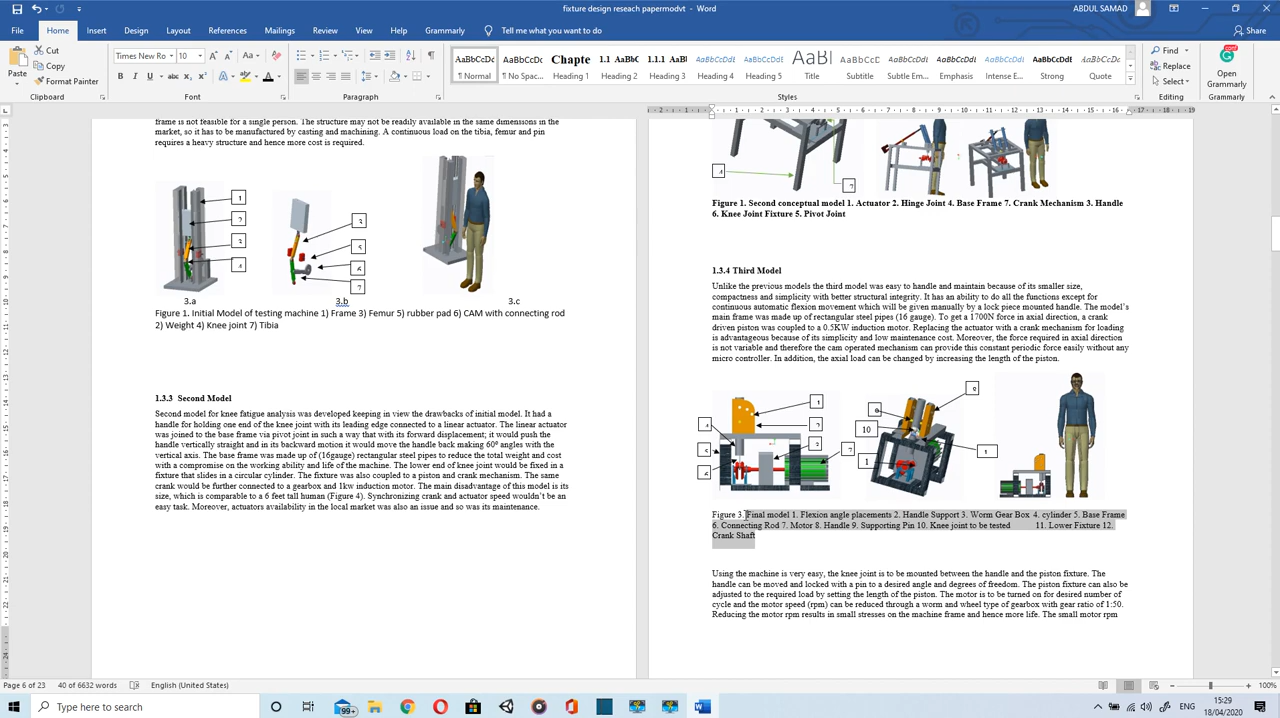 fixture design reseach papermodvt - Word
ABDUL SAMAD
File Home Insert Design Layout References Mailings Review View Help Grammarly Tell me what you want to do Share
Paste
Cut
Copy
Format Painter
Clipboard
Times New Ro 10
Font
Paragraph
AaBbCcDc AaBbCcDc Chapte 1.1 AaBb 1.1.1 AaB AaBbCcDd AaBbCcDd AaBl AaBbCcDd AaBbCcDdI AaBbCcDdE AaBbCcDdE AaBbCcDdE AaBbCcDdI
¶ Normal ¶ No Spac... Heading 1 Heading 2 Heading 3 Heading 4 Heading 5 Title Subtitle Subtle Em... Emphasis Intense E... Strong Quote
Styles
Find
Replace
Select
Editing
Open Grammarly
Grammarly
frame is not feasible for a single person. The structure may not be readily available in the same dimensions in the
market, so it has to be manufactured by casting and machining. A continuous load on the tibia, femur and pin
requires a heavy structure and hence more cost is required.
3.a 3.b 3.c
Figure 1. Initial Model of testing machine 1) Frame 3) Femur 5) rubber pad 6) CAM with connecting rod
2) Weight 4) Knee joint 7) Tibia
1.3.3 Second Model
Second model for knee fatigue analysis was developed keeping in view the drawbacks of initial model. It had a
handle for holding one end of the knee joint with its leading edge connected to a linear actuator. The linear actuator
was joined to the base frame via pivot joint in such a way that with its forward displacement; it would push the
handle vertically straight and in its backward motion it would move the handle back making 60⁰ angles with the
vertical axis. The base frame was made up of (16gauge) rectangular steel pipes to reduce the total weight and cost
with a compromise on the working ability and life of the machine. The lower end of knee joint would be fixed in a
fixture that slides in a circular cylinder. The fixture was also coupled to a piston and crank mechanism. The same
crank would be further connected to a gearbox and 1kw induction motor. The main disadvantage of this model is its
size, which is comparable to a 6 feet tall human (Figure 4). Synchronizing crank and actuator speed wouldn't be an
easy task. Moreover, actuators availability in the local market was also an issue and so was its maintenance.
Figure 1. Second conceptual model 1. Actuator 2. Hinge Joint 4. Base Frame 7. Crank Mechanism 3. Handle
6. Knee Joint Fixture 5. Pivot Joint
1.3.4 Third Model
Unlike the previous models the third model was easy to handle and maintain because of its smaller size,
compactness and simplicity with better structural integrity. It has an ability to do all the functions except for
continuous automatic flexion movement which will be given manually by a lock piece mounted handle. The model's
main frame was made up of rectangular steel pipes (16 gauge). To get a 1700N force in axial direction, a crank
driven piston was coupled to a 0.5KW induction motor. Replacing the actuator with a crank mechanism for loading
is advantageous because of its simplicity and low maintenance cost. Moreover, the force required in axial direction
is not variable and therefore the cam operated mechanism can provide this constant periodic force easily without any
micro controller. In addition, the axial load can be changed by increasing the length of the piston.
10
1
Figure 3. Final model 1. Flexion angle placements 2. Handle Support 3. Worm Gear Box 4. cylinder 5. Base Frame
6. Connecting Rod 7. Motor 8. Handle 9. Supporting Pin 10. Knee joint to be tested 11. Lower Fixture 12.
Crank Shaft
Using the machine is very easy, the knee joint is to be mounted between the handle and the piston fixture. The
handle can be moved and locked with a pin to a desired angle and degrees of freedom. The piston fixture can also be
adjusted to the required load by setting the length of the piston. The motor is to be turned on for desired number of
cycle and the motor speed (rpm) can be reduced through a worm and wheel type of gearbox with gear ratio of 1:50.
Reducing the motor rpm results in small stresses on the machine frame and hence more life. The small motor rpm
Page 6 of 23 40 of 6632 words English (United States) 100%
Type here to search
99+
ENG
15:29
18/04/2020